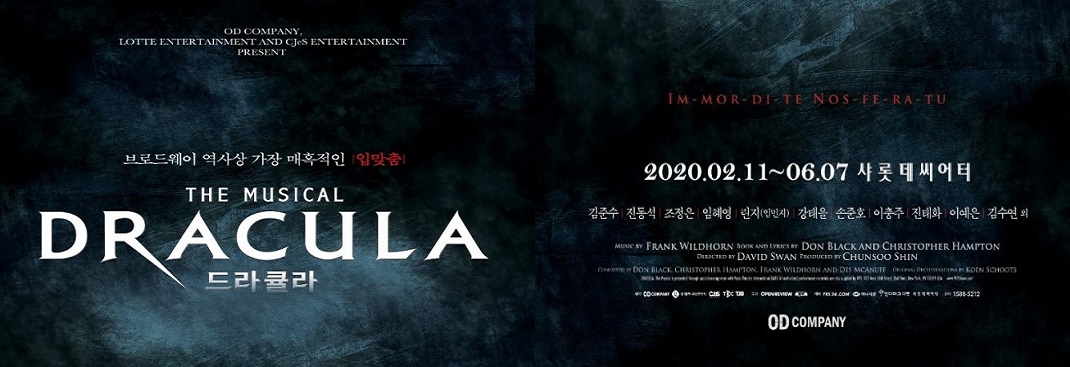 OD COMPANY,
LOTTE ENTERTAINMENT AND CJeS ENTERTAINMENT
PRESENT
브로드웨이 역사상 가장 매혹적인 |입맞춤|
THE MUSICAL
DRACULA
드라큘라
IM-MOR-DI-TE NOS-FE-RA-TU
2020.02.11~06.07 샤롯데씨어터
김준수 | 전동석 | 조정은 | 임혜영 | 린지(임민지) | 강태을 | 손준호 | 이충주 | 진태화 | 이예은 | 김수연 외
MUSIC BY FRANK WILDHORN BOOK AND LYRICS BY DON BLACK AND CHRISTOPHER HAMPTON
DIRECTED BY DAVID SWAN PRODUCED BY CHUNSOO SHIN
CONCEIVED BY DON BLACK, CHRISTOPHER HAMPTON, FRANK WILDHORN AND DES MCANUFF ORIGINAL ORCHESTRATIONS BY KOEN SCHOOTS
OD COMPANY OPENREVIEW YES24.COM 1588-5212
OD COMPANY